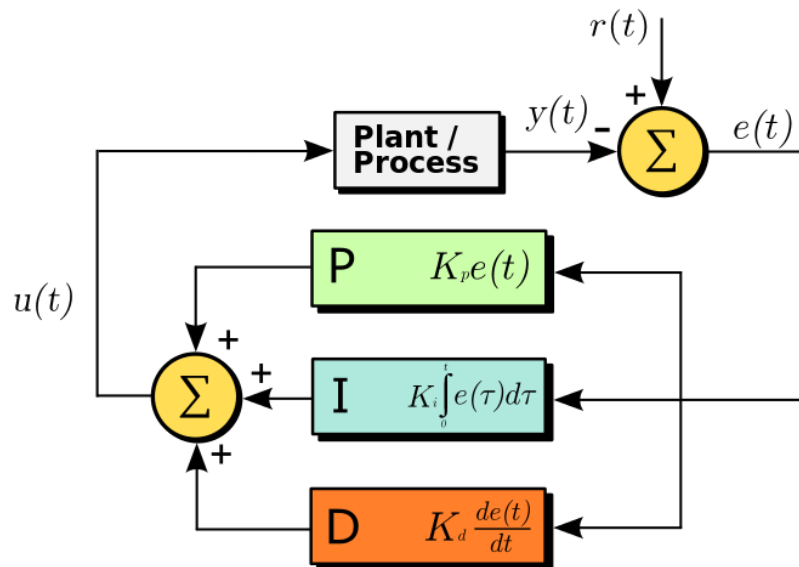 r(t)
Plant /
Process
y(t)
-
+
Σ
e(t)
P K_p e(t)
u(t)
+
+
Σ
I K_i ∫_0^t e(τ)dτ
+
D K_d de(t)/dt